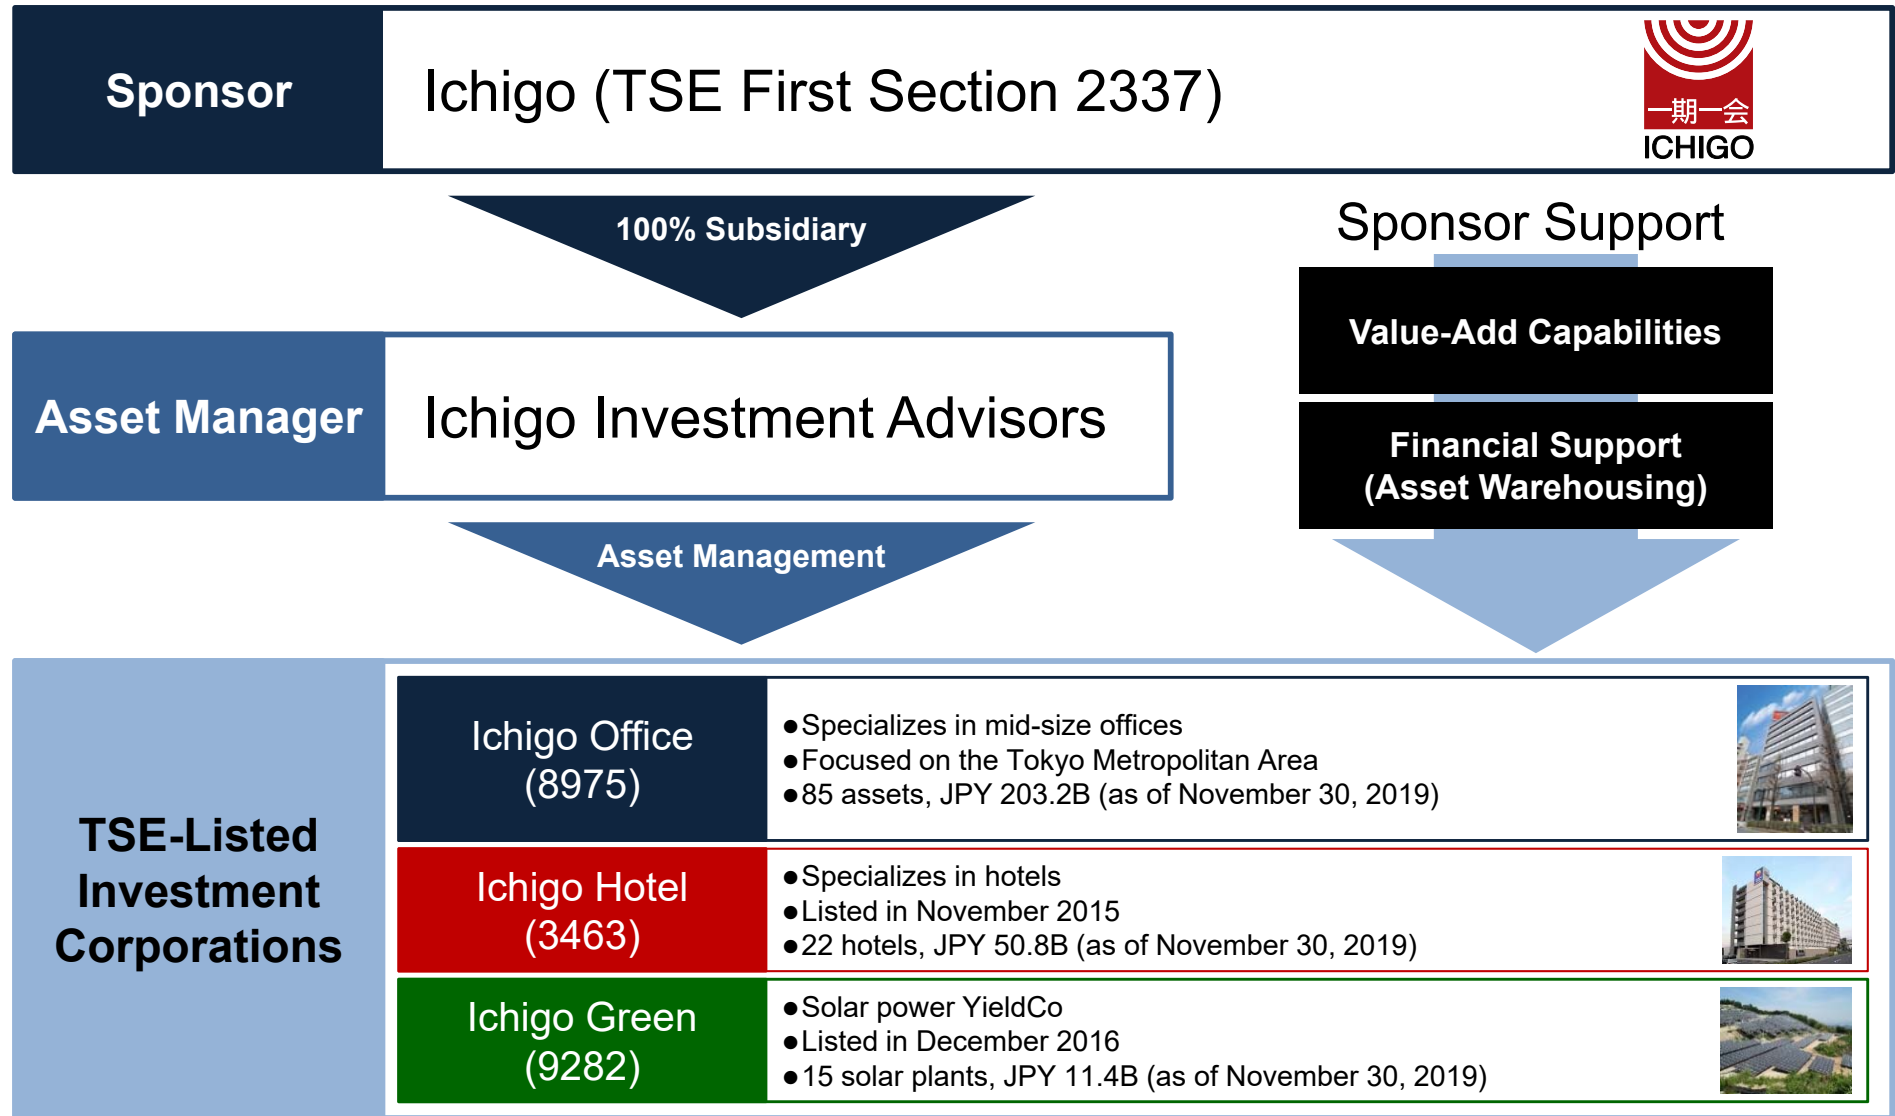 Sponsor
Ichigo (TSE First Section 2337)
一期一会
ICHIGO
100% Subsidiary
Sponsor Support
Value-Add Capabilities
Asset Manager
Ichigo Investment Advisors
Financial Support
(Asset Warehousing)
Asset Management
TSE-Listed
Investment
Corporations
Ichigo Office
(8975)
●Specializes in mid-size offices
●Focused on the Tokyo Metropolitan Area
●85 assets, JPY 203.2B (as of November 30, 2019)
Ichigo Hotel
(3463)
●Specializes in hotels
●Listed in November 2015
●22 hotels, JPY 50.8B (as of November 30, 2019)
Ichigo Green
(9282)
●Solar power YieldCo
●Listed in December 2016
●15 solar plants, JPY 11.4B (as of November 30, 2019)